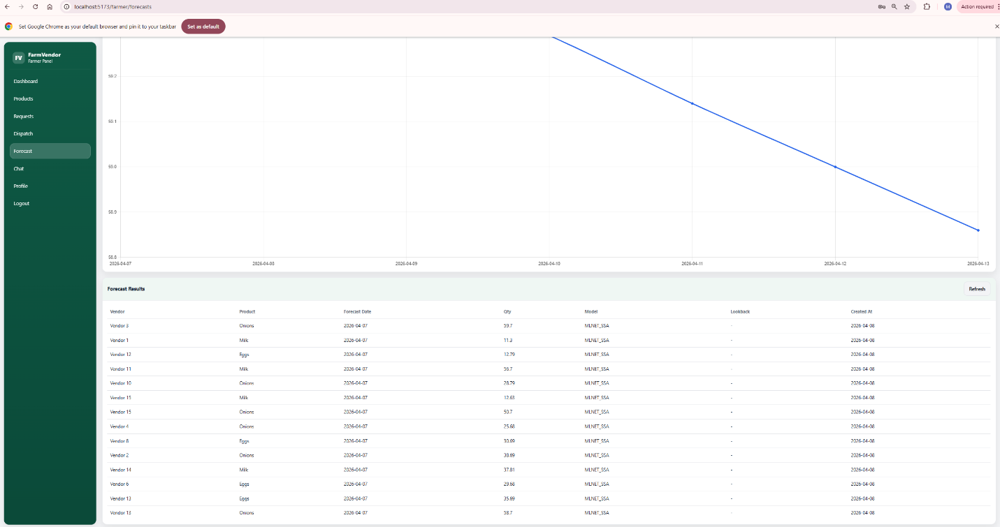 localhost:5173/farmer/forecasts
M
Action required
Set Google Chrome as your default browser and pin it to your taskbar
Set as default
FV
FarmVendor
Farmer Panel
Dashboard
Products
Requests
Dispatch
Forecast
Chat
Profile
Logout
59.2
59.1
59.0
58.9
58.8
2026-04-07 2026-04-08 2026-04-09 2026-04-10 2026-04-11 2026-04-12 2026-04-13
Forecast Results
Refresh
Vendor Product Forecast Date Qty Model Lookback Created At
Vendor 3 Onions 2026-04-07 59.7 MLNET_SSA - 2026-04-08
Vendor 1 Milk 2026-04-07 11.3 MLNET_SSA - 2026-04-08
Vendor 12 Eggs 2026-04-07 12.79 MLNET_SSA - 2026-04-08
Vendor 11 Milk 2026-04-07 56.7 MLNET_SSA - 2026-04-08
Vendor 10 Onions 2026-04-07 28.79 MLNET_SSA - 2026-04-08
Vendor 15 Milk 2026-04-07 12.63 MLNET_SSA - 2026-04-08
Vendor 15 Onions 2026-04-07 50.7 MLNET_SSA - 2026-04-08
Vendor 4 Onions 2026-04-07 25.68 MLNET_SSA - 2026-04-08
Vendor 8 Eggs 2026-04-07 30.69 MLNET_SSA - 2026-04-08
Vendor 2 Onions 2026-04-07 38.69 MLNET_SSA - 2026-04-08
Vendor 14 Milk 2026-04-07 37.81 MLNET_SSA - 2026-04-08
Vendor 6 Eggs 2026-04-07 29.68 MLNET_SSA - 2026-04-08
Vendor 13 Eggs 2026-04-07 35.69 MLNET_SSA - 2026-04-08
Vendor 13 Onions 2026-04-07 58.7 MLNET_SSA - 2026-04-08